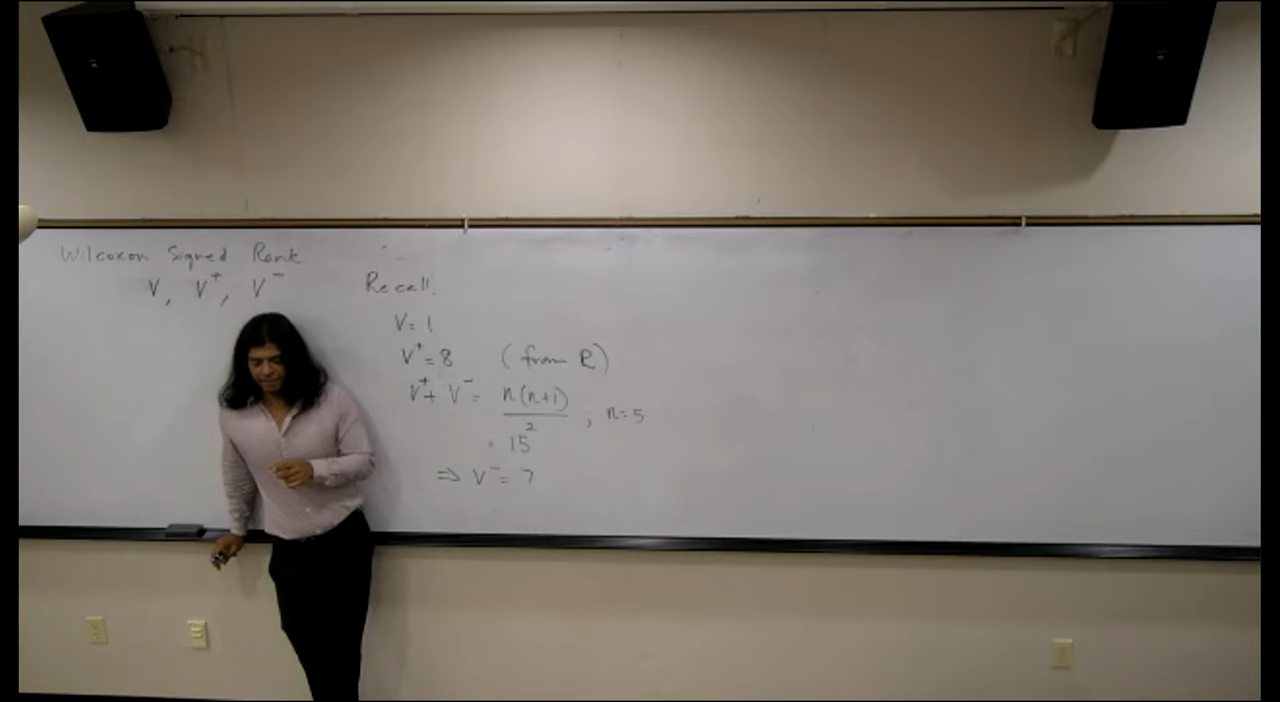 Wilcoxon Signed Rank
V, V⁺, V⁻
Recall.
V = 1
V⁺ = 8 (from R)
V⁺ + V⁻ = n(n+1)/2, n=5
= 15
⇒ V⁻ = 7